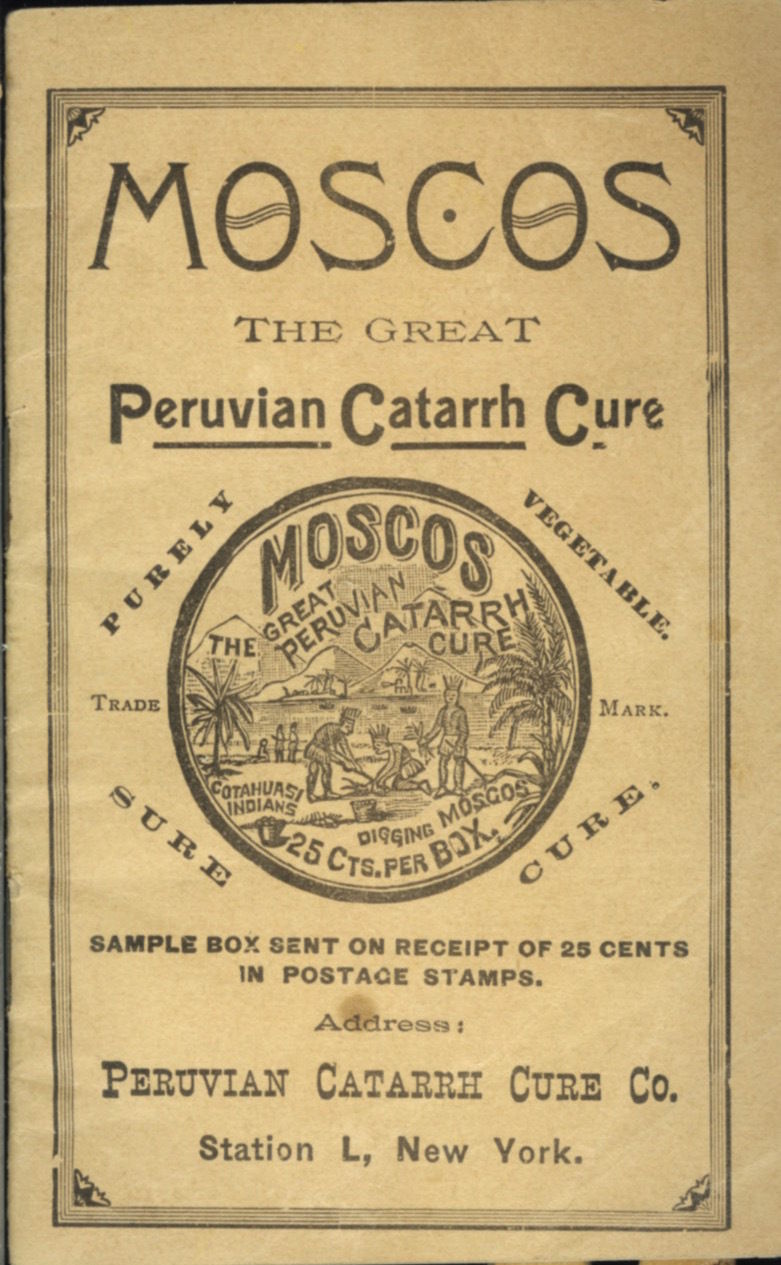 MOSCOS
THE GREAT
Peruvian Catarrh Cure
PURELY
VEGETABLE.
MOSCOS
THE GREAT PERUVIAN CATARRH CURE
TRADE
MARK.
COTAHUASI
INDIANS
DIGGING MOSCOS
25 CTS. PER BOX.
SURE
CURE.
SAMPLE BOX SENT ON RECEIPT OF 25 CENTS
IN POSTAGE STAMPS.
Address:
PERUVIAN CATARRH CURE CO.
Station L, New York.